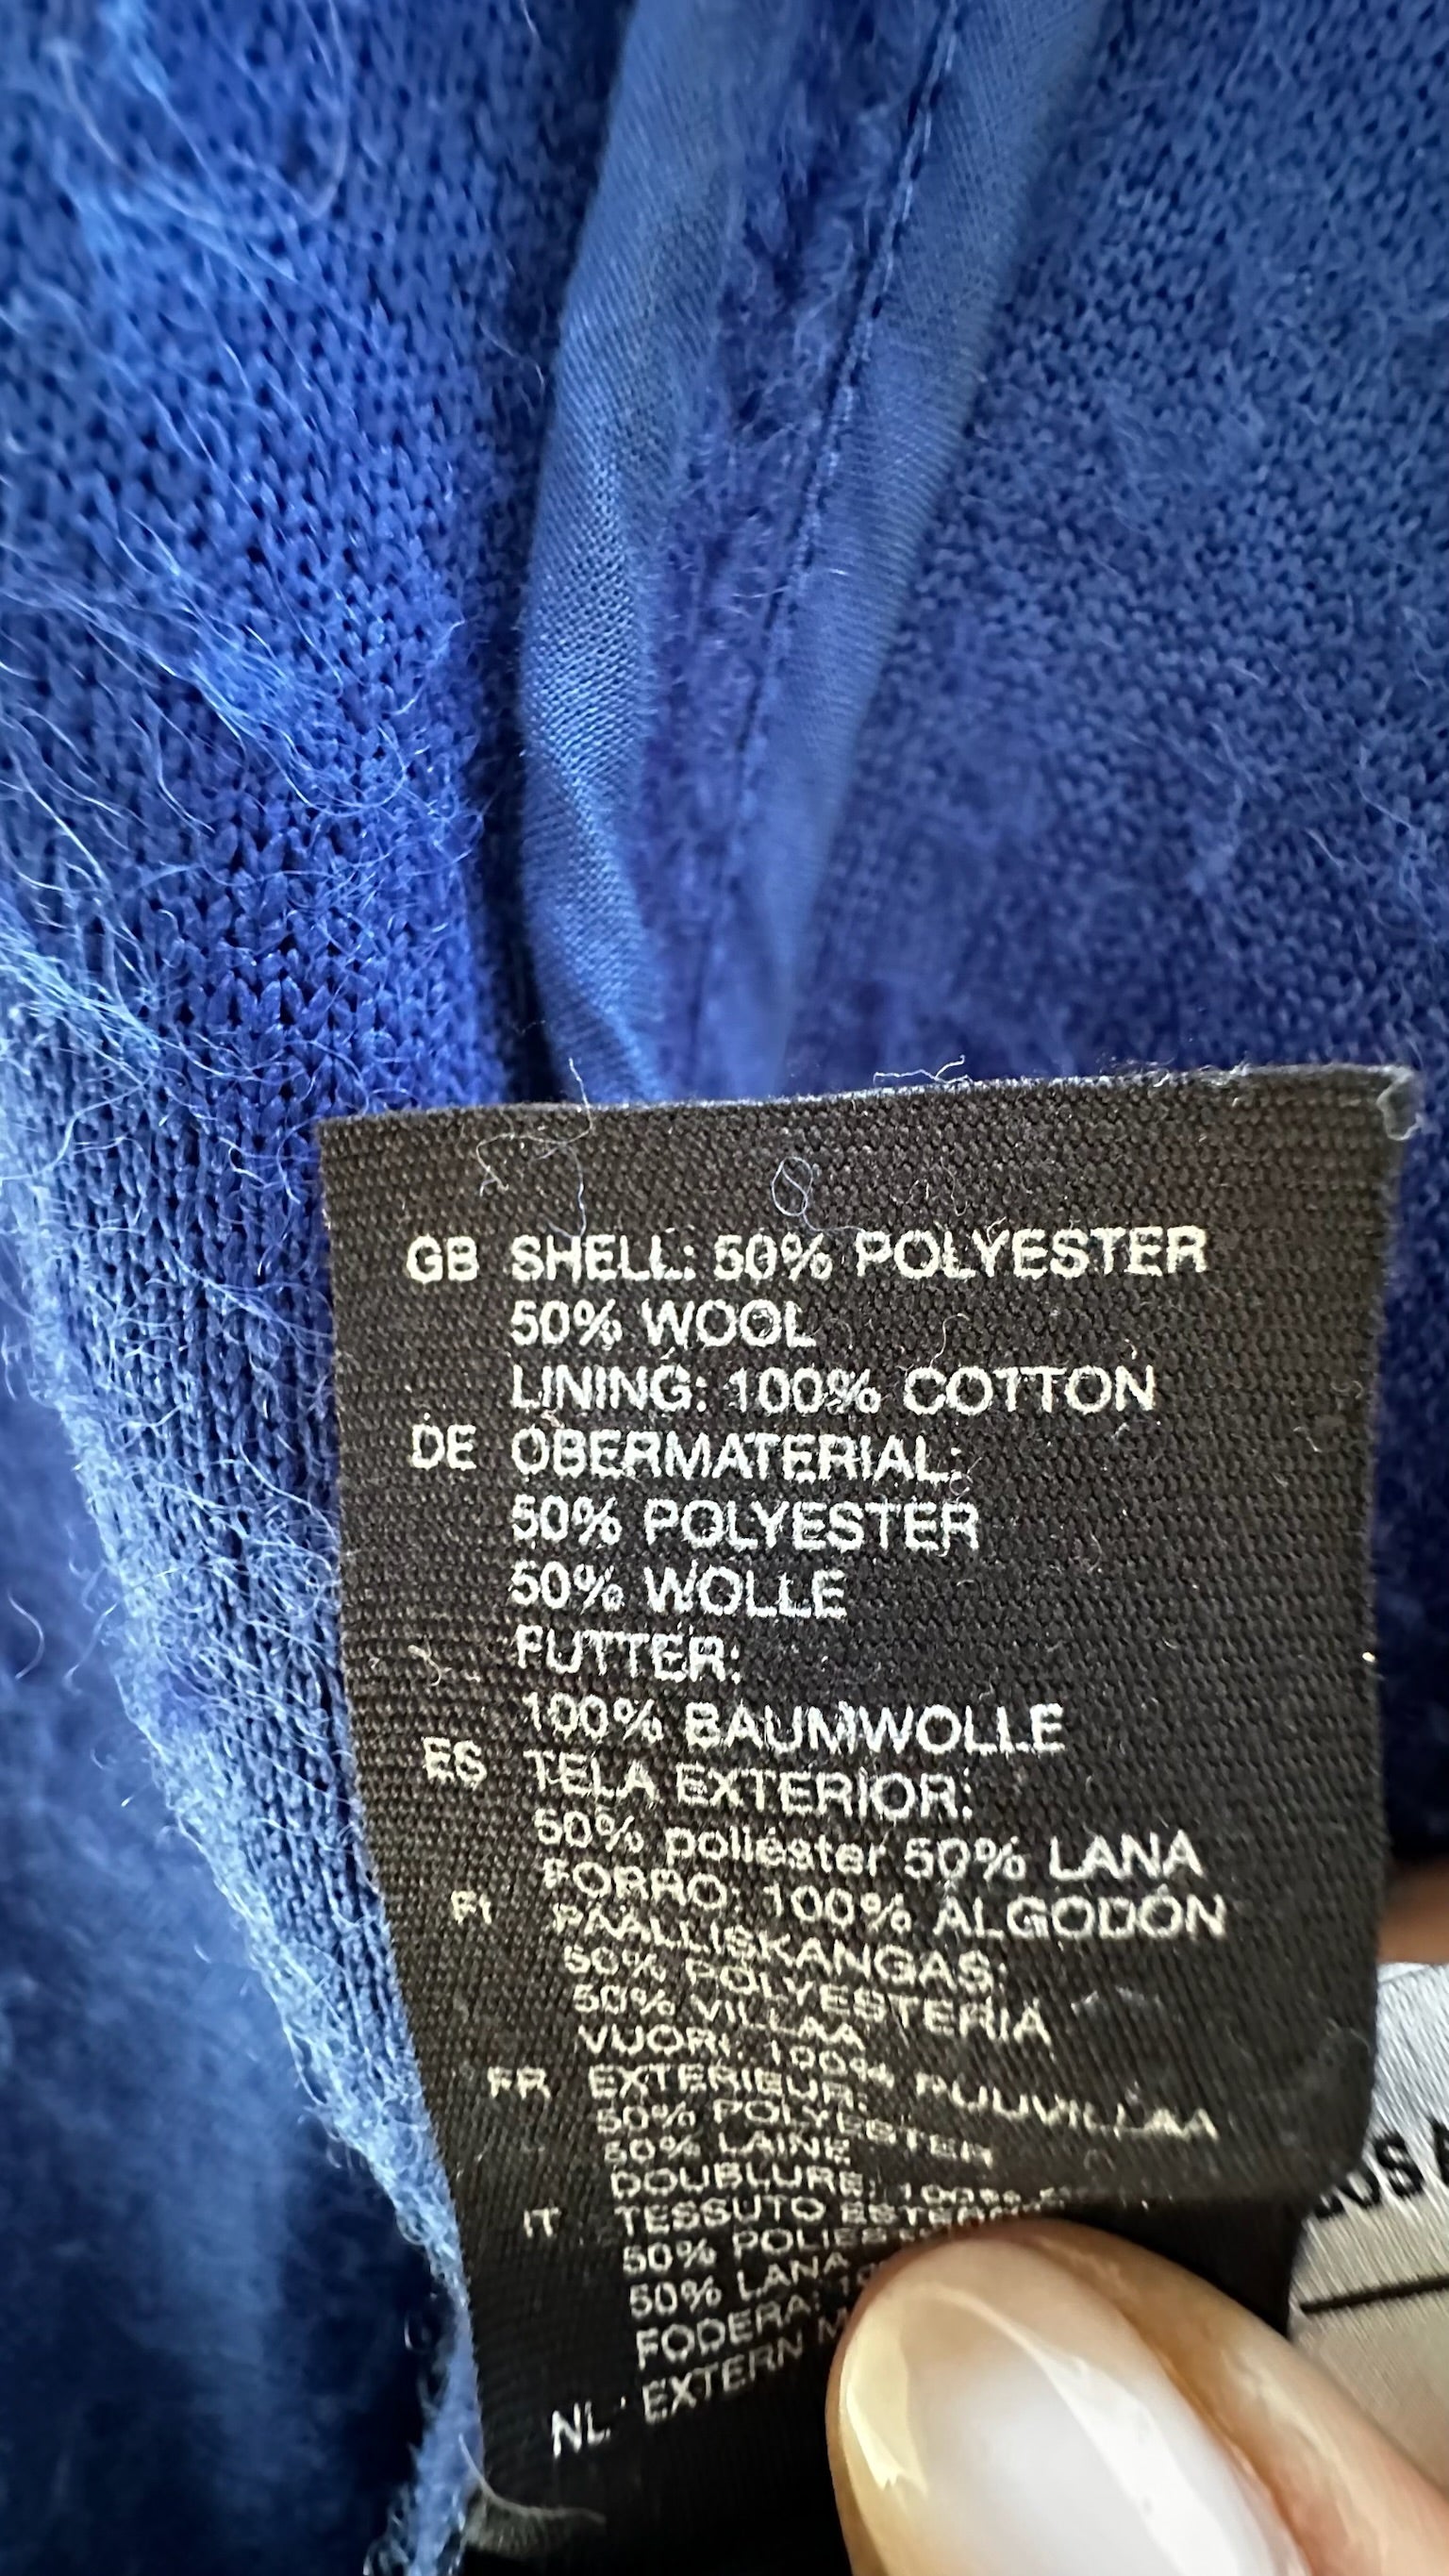 GB SHELL: 50% POLYESTER
50% WOOL
LINING: 100% COTTON
DE OBERMATERIAL:
50% POLYESTER
50% WOLLE
FUTTER:
100% BAUMWOLLE
ES TELA EXTERIOR:
50% poliéster 50% LANA
FORRO: 100% ALGODÓN
FI PÄÄLLISKANGAS:
50% POLYESTERIA
50% VILLAA
VUORI: 100% PUUVILLAA
FR EXTERIEUR:
50% POLYESTER
50% LAINE
DOUBLURE: 100%
IT TESSUTO
50%
50% LANA
FODERA:
NL EXTERN